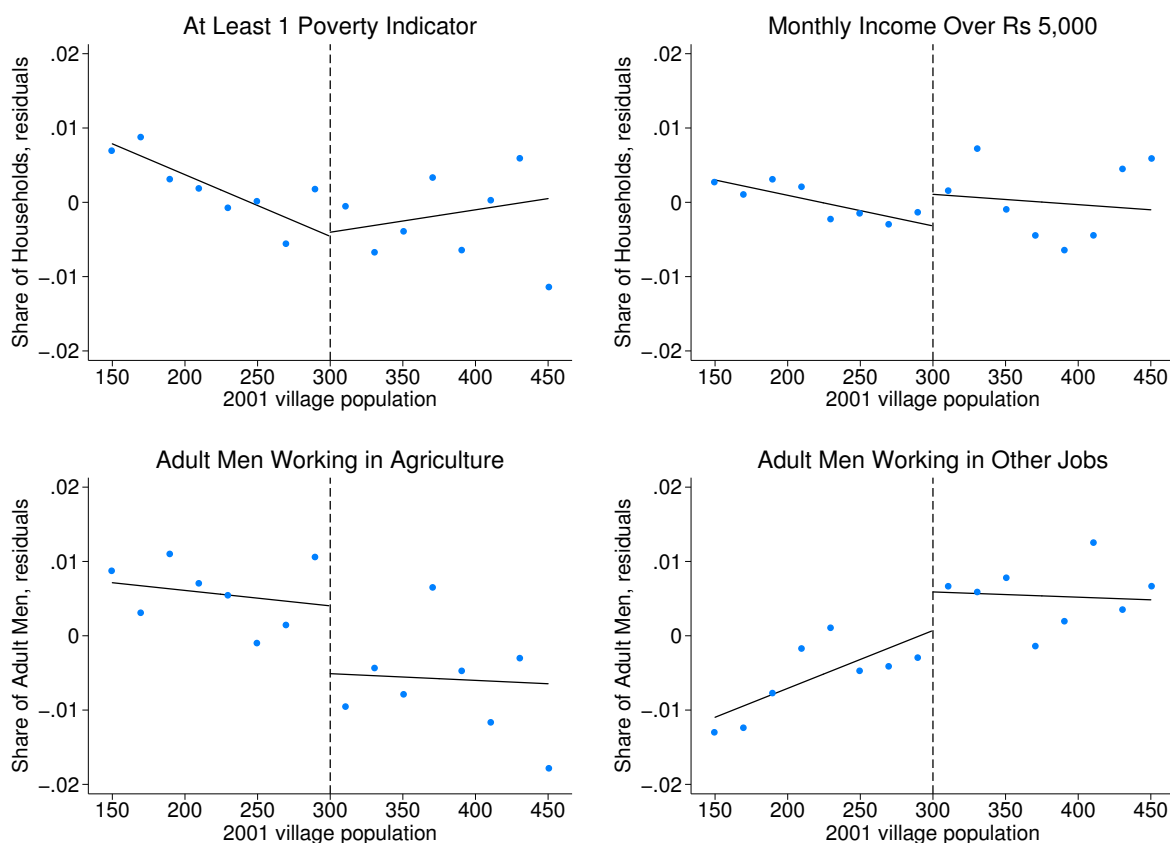 At Least 1 Poverty Indicator
Share of Households, residuals
.02
.01
0
-.01
-.02
150 200 250 300 350 400 450
2001 village population
Monthly Income Over Rs 5,000
Share of Households, residuals
.02
.01
0
-.01
-.02
150 200 250 300 350 400 450
2001 village population
Adult Men Working in Agriculture
Share of Adult Men, residuals
.02
.01
0
-.01
-.02
150 200 250 300 350 400 450
2001 village population
Adult Men Working in Other Jobs
Share of Adult Men, residuals
.02
.01
0
-.01
-.02
150 200 250 300 350 400 450
2001 village population